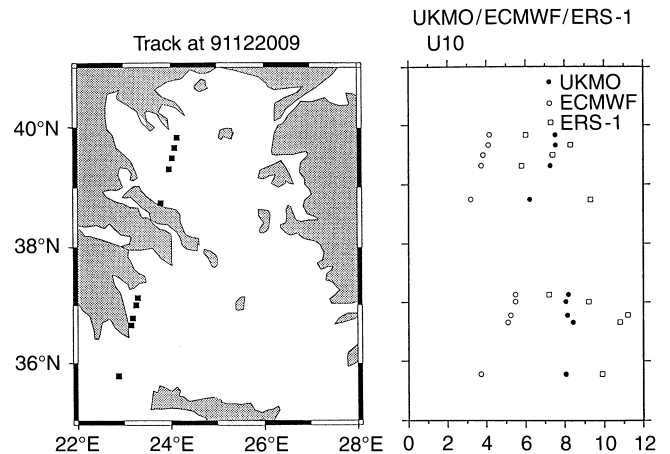 UKMO/ECMWF/ERS-1
Track at 91122009
U10
UKMO
ECMWF
ERS-1
40°N
38°N
36°N
22°E 24°E 26°E 28°E
0 2 4 6 8 10 12